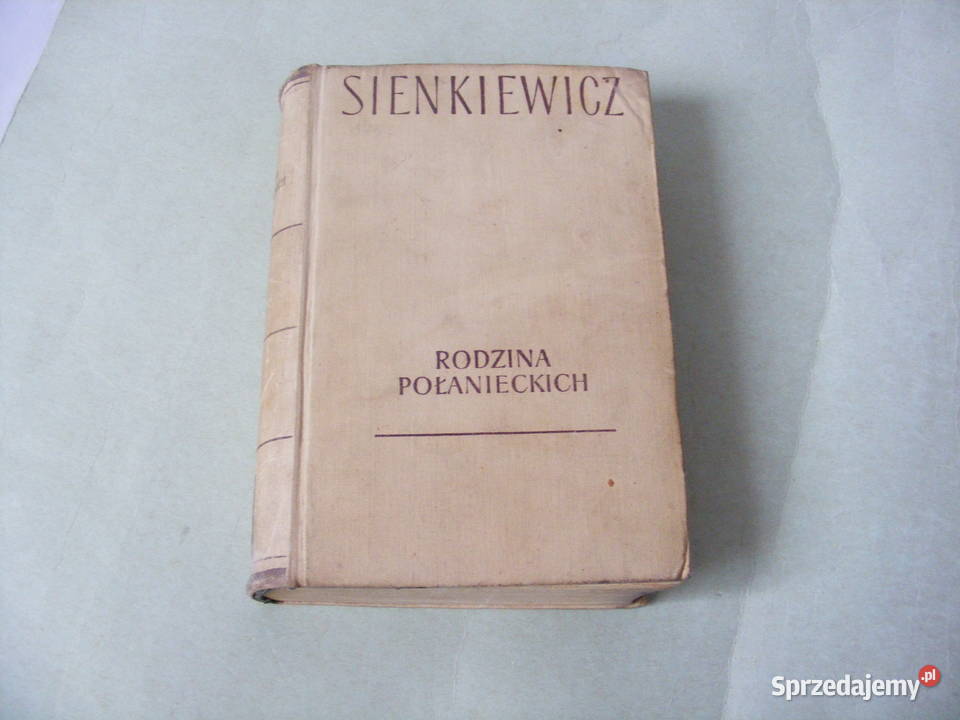 SIENKIEWICZ
RODZINA
POŁANIECKICH
Sprzedajemy.pl